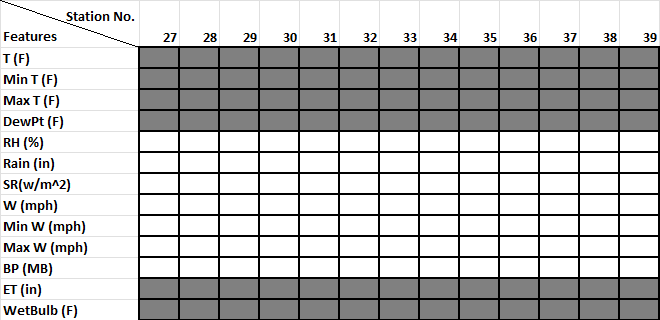 Station No.
Features 27 28 29 30 31 32 33 34 35 36 37 38 39
T (F)
Min T (F)
Max T (F)
DewPt (F)
RH (%)
Rain (in)
SR(w/m^2)
W (mph)
Min W (mph)
Max W (mph)
BP (MB)
ET (in)
WetBulb (F)